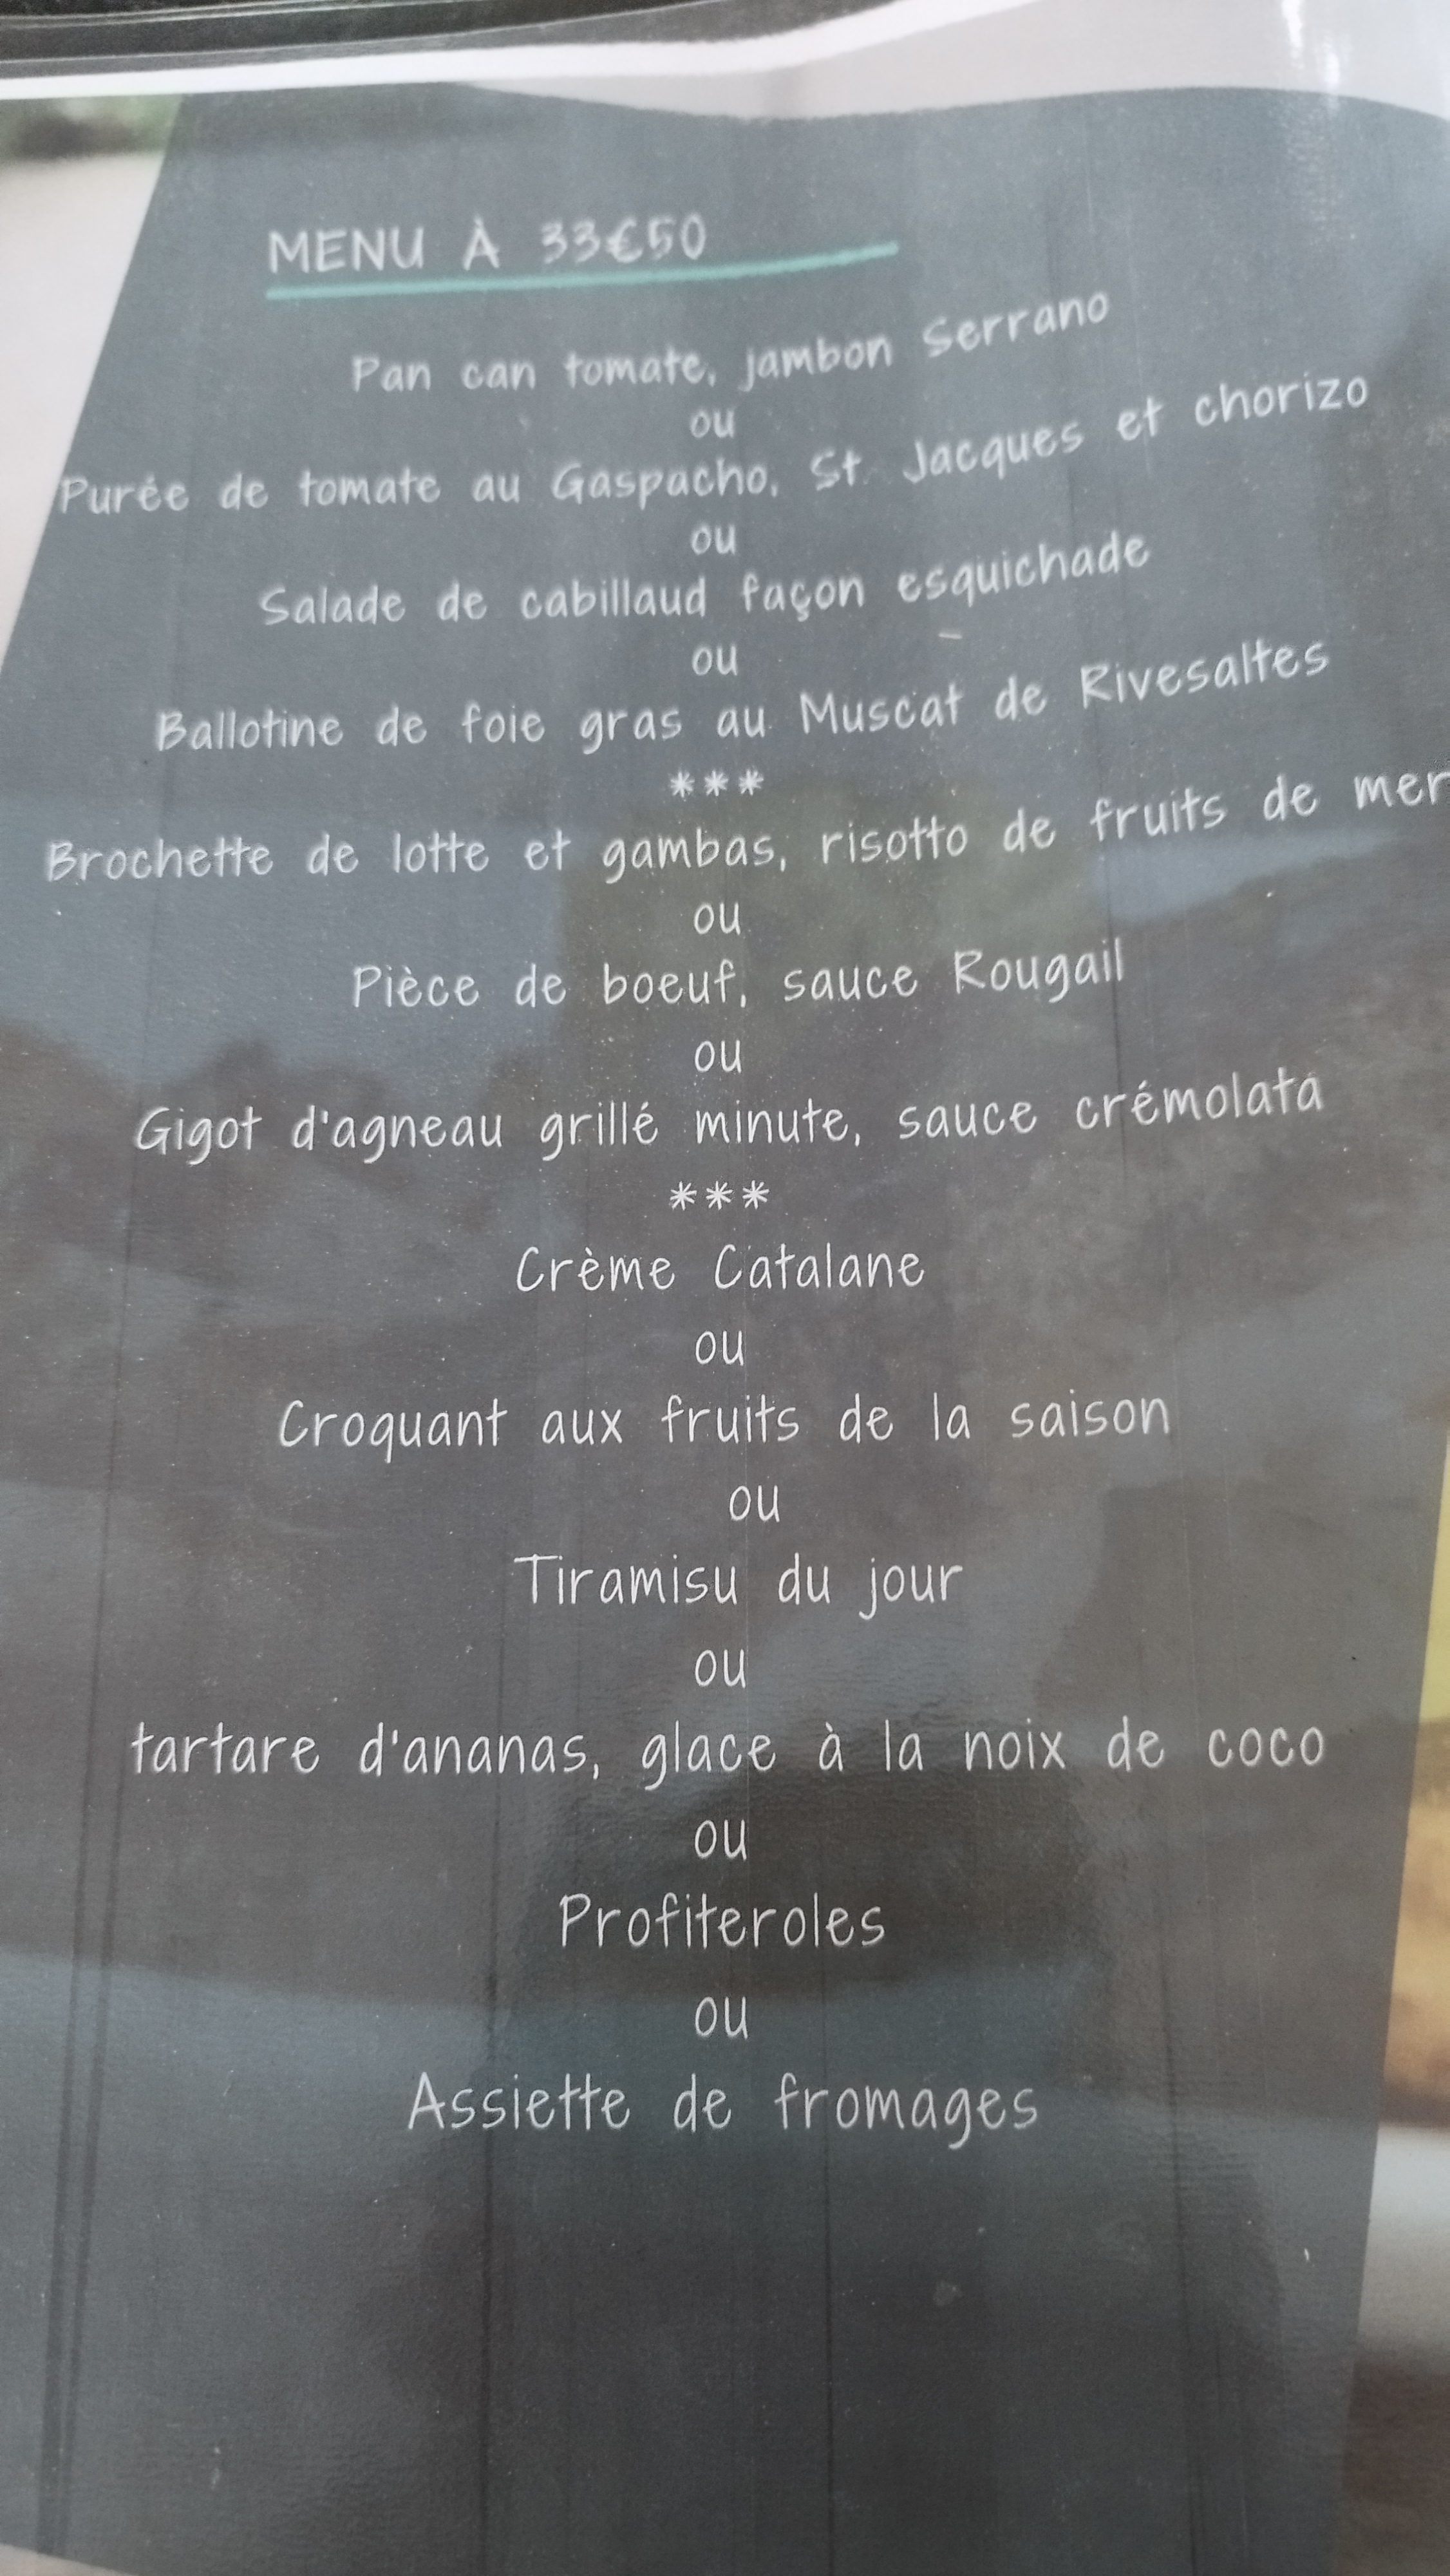 MENU À 33€50
Pan can tomate, jambon Serrano
ou
Purée de tomate au Gaspacho, St Jacques et chorizo
ou
Salade de cabillaud façon esquichade
ou
Ballotine de foie gras au Muscat de Rivesaltes
***
Brochette de lotte et gambas, risotto de fruits de mer
ou
Pièce de boeuf, sauce Rougail
ou
Gigot d'agneau grillé minute, sauce crémolata
***
Crème Catalane
ou
Croquant aux fruits de la saison
ou
Tiramisu du jour
ou
tartare d'ananas, glace à la noix de coco
ou
Profiteroles
ou
Assiette de fromages